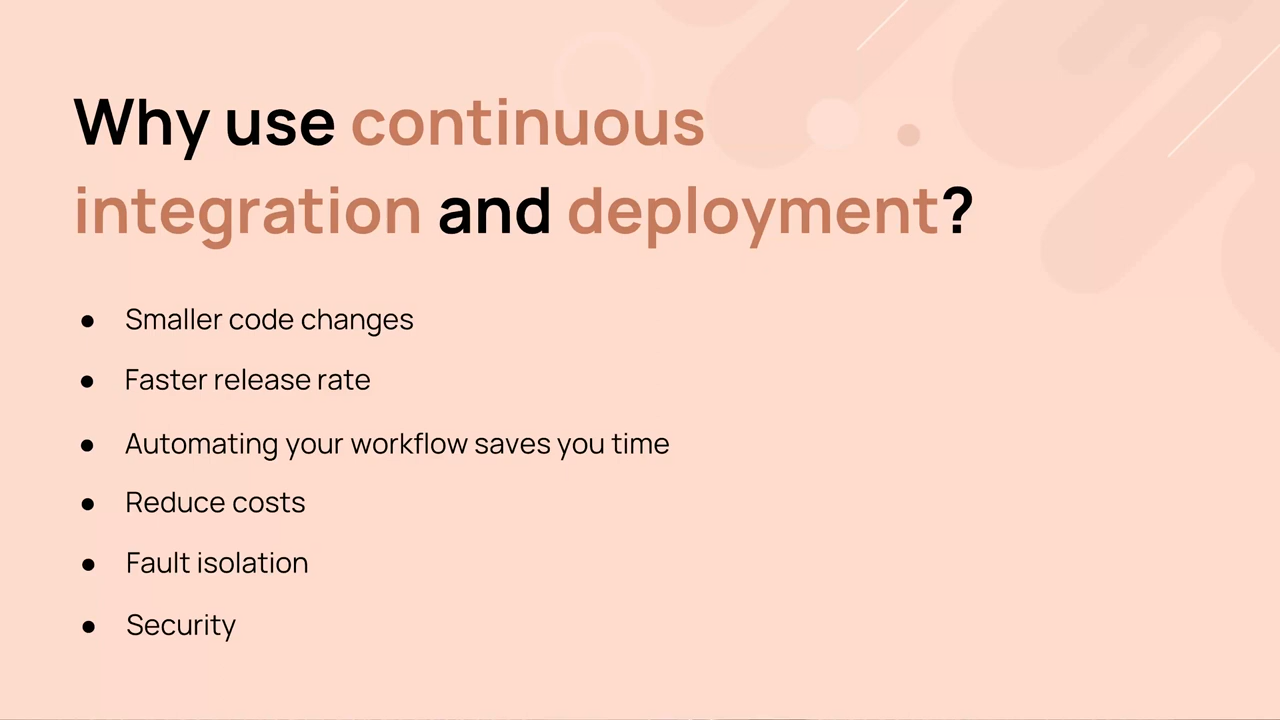 Why use continuous
integration and deployment?
● Smaller code changes
● Faster release rate
● Automating your workflow saves you time
● Reduce costs
● Fault isolation
● Security